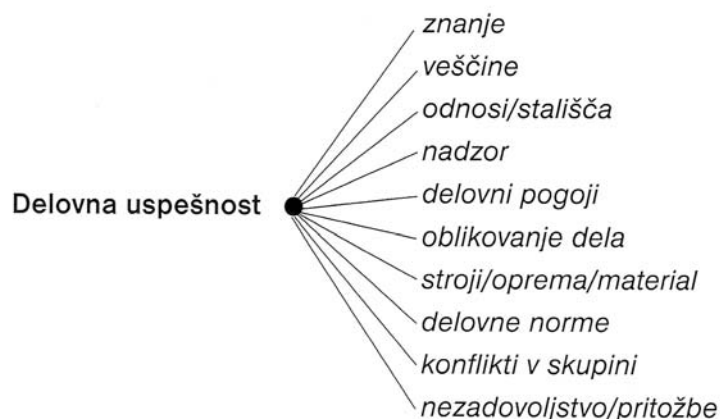 znanje
veščine
odnosi/stališča
nadzor
Delovna uspešnost
delovni pogoji
oblikovanje dela
stroji/oprema/material
delovne norme
konflikti v skupini
nezadovoljstvo/pritožbe